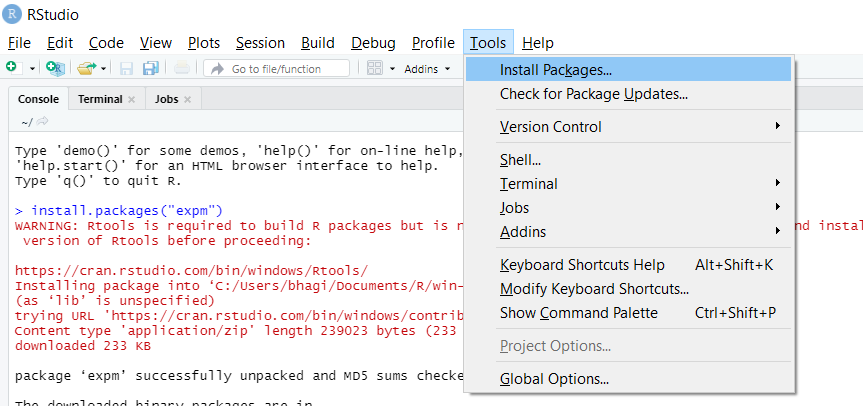 RStudio
File Edit Code View Plots Session Build Debug Profile Tools Help
Go to file/function Addins
Console Terminal Jobs
~/
Type 'demo()' for some demos, 'help()' for on-line help,
'help.start()' for an HTML browser interface to help.
Type 'q()' to quit R.
> install.packages("expm")
WARNING: Rtools is required to build R packages but is
version of Rtools before proceeding:
https://cran.rstudio.com/bin/windows/Rtools/
Installing package into ‘C:/Users/bhagi/Documents/R/win-
(as ‘lib’ is unspecified)
trying URL 'https://cran.rstudio.com/bin/windows/contrib
Content type 'application/zip' length 239023 bytes (233
downloaded 233 KB
package ‘expm’ successfully unpacked and MD5 sums checke
The downloaded binary packages are in
Install Packages...
Check for Package Updates...
Version Control
Shell...
Terminal
Jobs
Addins
Keyboard Shortcuts Help Alt+Shift+K
Modify Keyboard Shortcuts...
Show Command Palette Ctrl+Shift+P
Project Options...
Global Options...